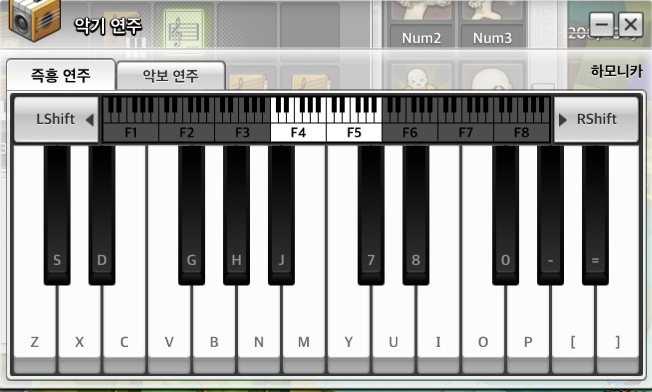 악기 연주
Num2 Num3
즉흥 연주 악보 연주 하모니카
LShift F1 F2 F3 F4 F5 F6 F7 F8 RShift
S D G H J 7 8 0 - =
Z X C V B N M Y U I O P [ ]